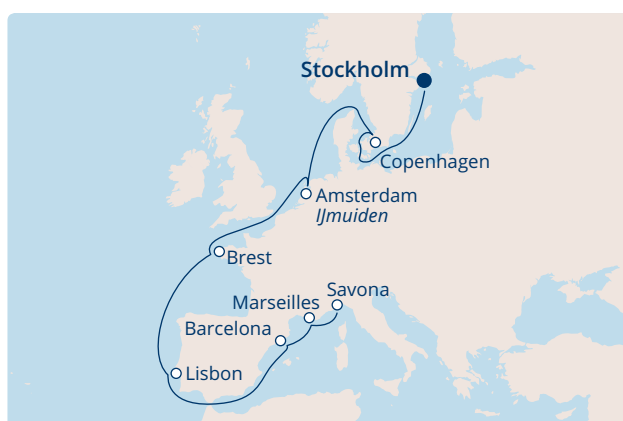 Stockholm
Copenhagen
Amsterdam
IJmuiden
Brest
Savona
Marseilles
Barcelona
Lisbon